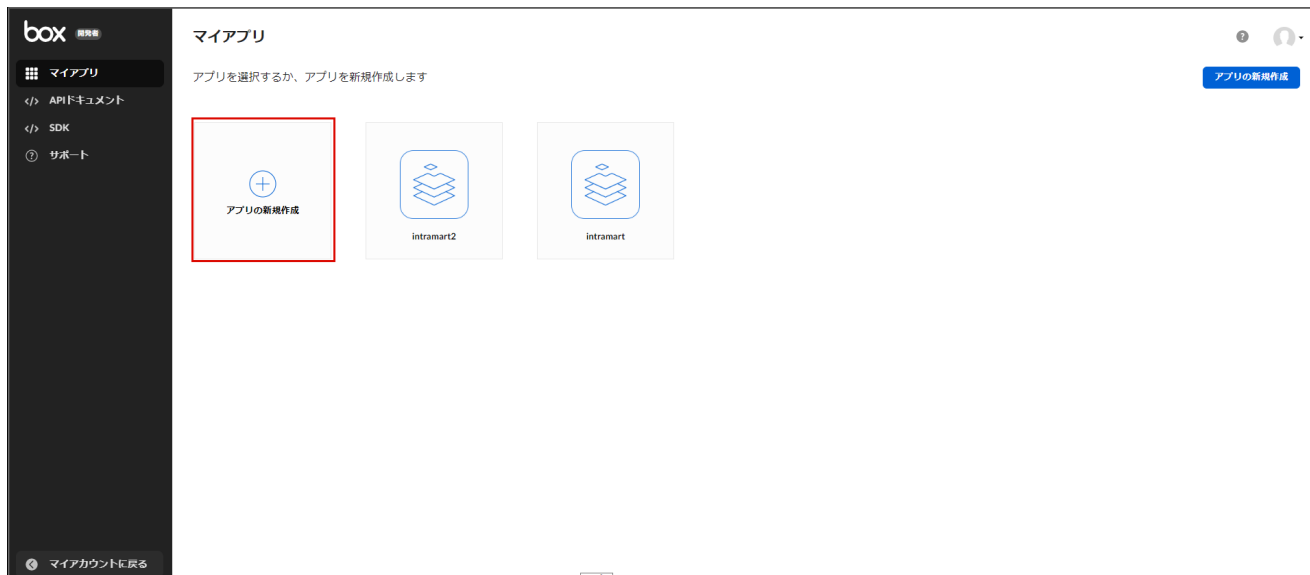 box 開発者
マイアプリ
APIドキュメント
SDK
サポート
マイアカウントに戻る
マイアプリ
アプリを選択するか、アプリを新規作成します
アプリの新規作成
アプリの新規作成
intramart2
intramart